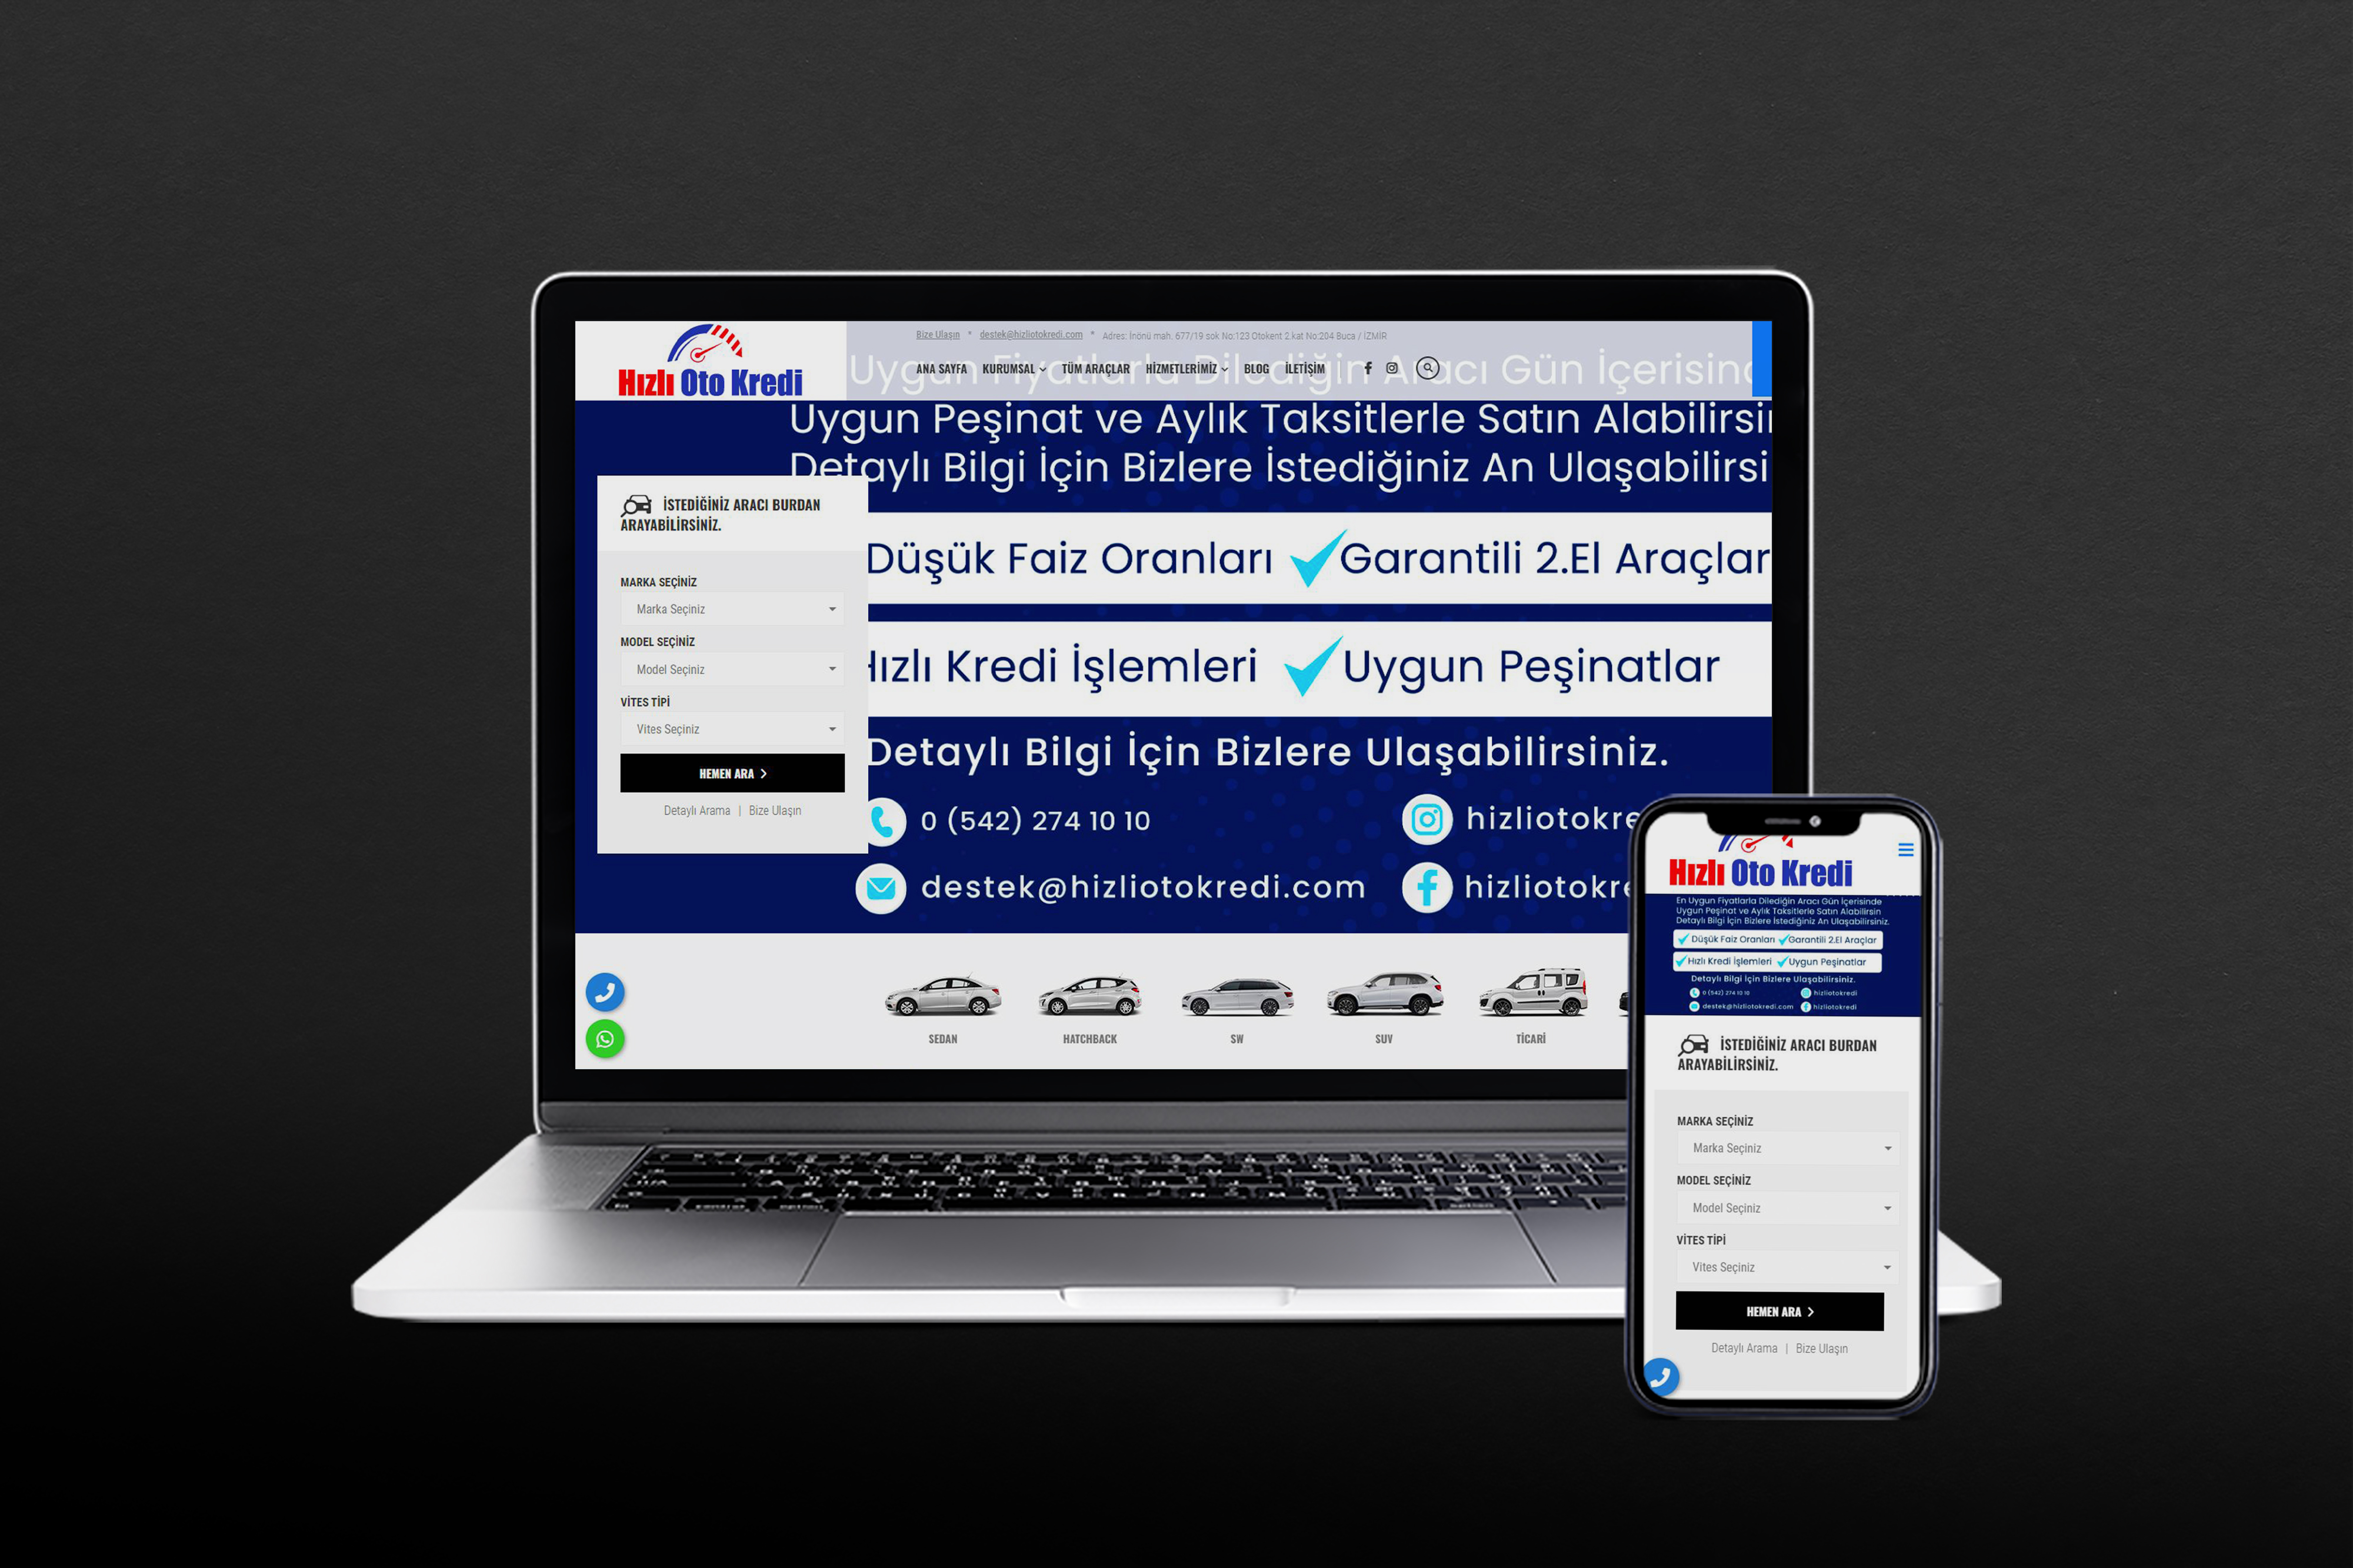 Hızlı Oto Kredi
Bize Ulaşın * destek@hizliotokredi.com * Adres: İnönü mah. 677/19 sok No:123 Otokent 2.kat No:204 Buca / İZMİR
ANA SAYFA KURUMSAL TÜM ARAÇLAR HİZMETLERİMİZ BLOG İLETİŞİM
Uygun Fiyatlarla Dilediğin Aracı Gün İçerisind
Uygun Peşinat ve Aylık Taksitlerle Satın Alabilirsi
Detaylı Bilgi İçin Bizlere İstediğiniz An Ulaşabilirsi
İSTEDİĞİNİZ ARACI BURDAN
ARAYABİLİRSİNİZ.
MARKA SEÇİNİZ
Marka Seçiniz
MODEL SEÇİNİZ
Model Seçiniz
VİTES TİPİ
Vites Seçiniz
HEMEN ARA
Detaylı Arama | Bize Ulaşın
Düşük Faiz Oranları Garantili 2.El Araçlar
Hızlı Kredi İşlemleri Uygun Peşinatlar
Detaylı Bilgi İçin Bizlere Ulaşabilirsiniz.
0 (542) 274 10 10 hizliotokre
destek@hizliotokredi.com hizliotokre
SEDAN HATCHBACK SW SUV TİCARİ
Hızlı Oto Kredi
En Uygun Fiyatlarla Dilediğin Aracı Gün İçerisinde
Uygun Peşinat ve Aylık Taksitlerle Satın Alabilirsin
Detaylı Bilgi İçin Bizlere İstediğiniz An Ulaşabilirsiniz.
Düşük Faiz Oranları Garantili 2.El Araçlar
Hızlı Kredi İşlemleri Uygun Peşinatlar
Detaylı Bilgi İçin Bizlere Ulaşabilirsiniz.
0 (542) 274 10 10 hizliotokredi
destek@hizliotokredi.com hizliotokredi
İSTEDİĞİNİZ ARACI BURDAN
ARAYABİLİRSİNİZ.
MARKA SEÇİNİZ
Marka Seçiniz
MODEL SEÇİNİZ
Model Seçiniz
VİTES TİPİ
Vites Seçiniz
HEMEN ARA
Detaylı Arama | Bize Ulaşın